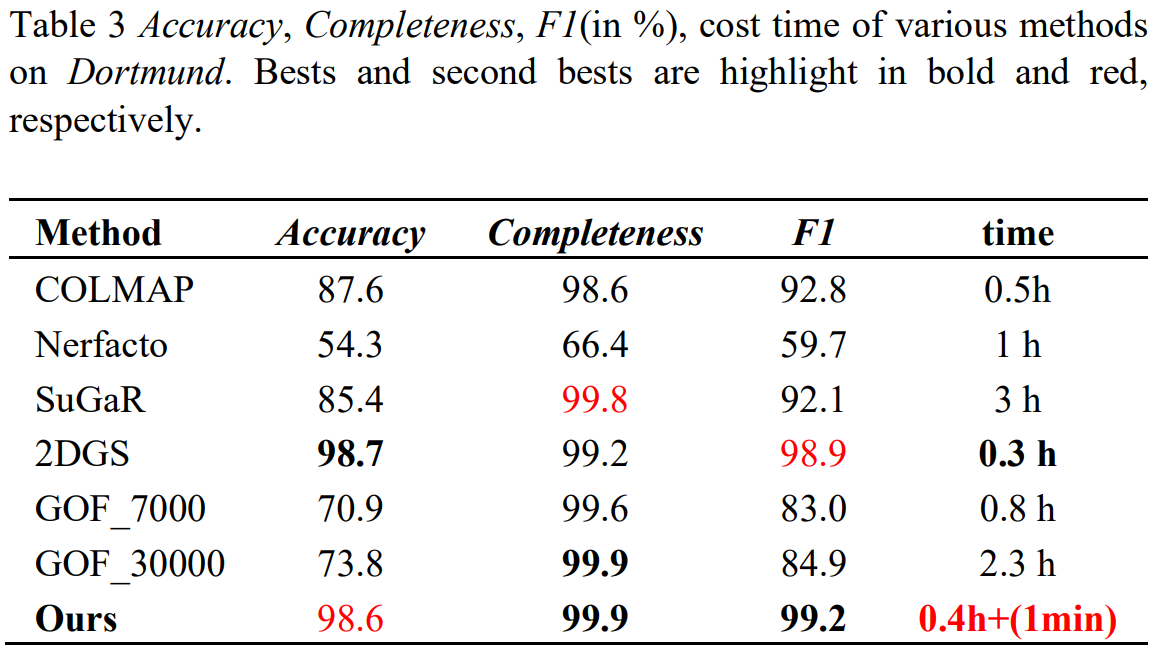 Table 3 Accuracy, Completeness, F1(in %), cost time of various methods
on Dortmund. Bests and second bests are highlight in bold and red,
respectively.
Method Accuracy Completeness F1 time
COLMAP 87.6 98.6 92.8 0.5h
Nerfacto 54.3 66.4 59.7 1 h
SuGaR 85.4 99.8 92.1 3 h
2DGS 98.7 99.2 98.9 0.3 h
GOF_7000 70.9 99.6 83.0 0.8 h
GOF_30000 73.8 99.9 84.9 2.3 h
Ours 98.6 99.9 99.2 0.4h+(1min)